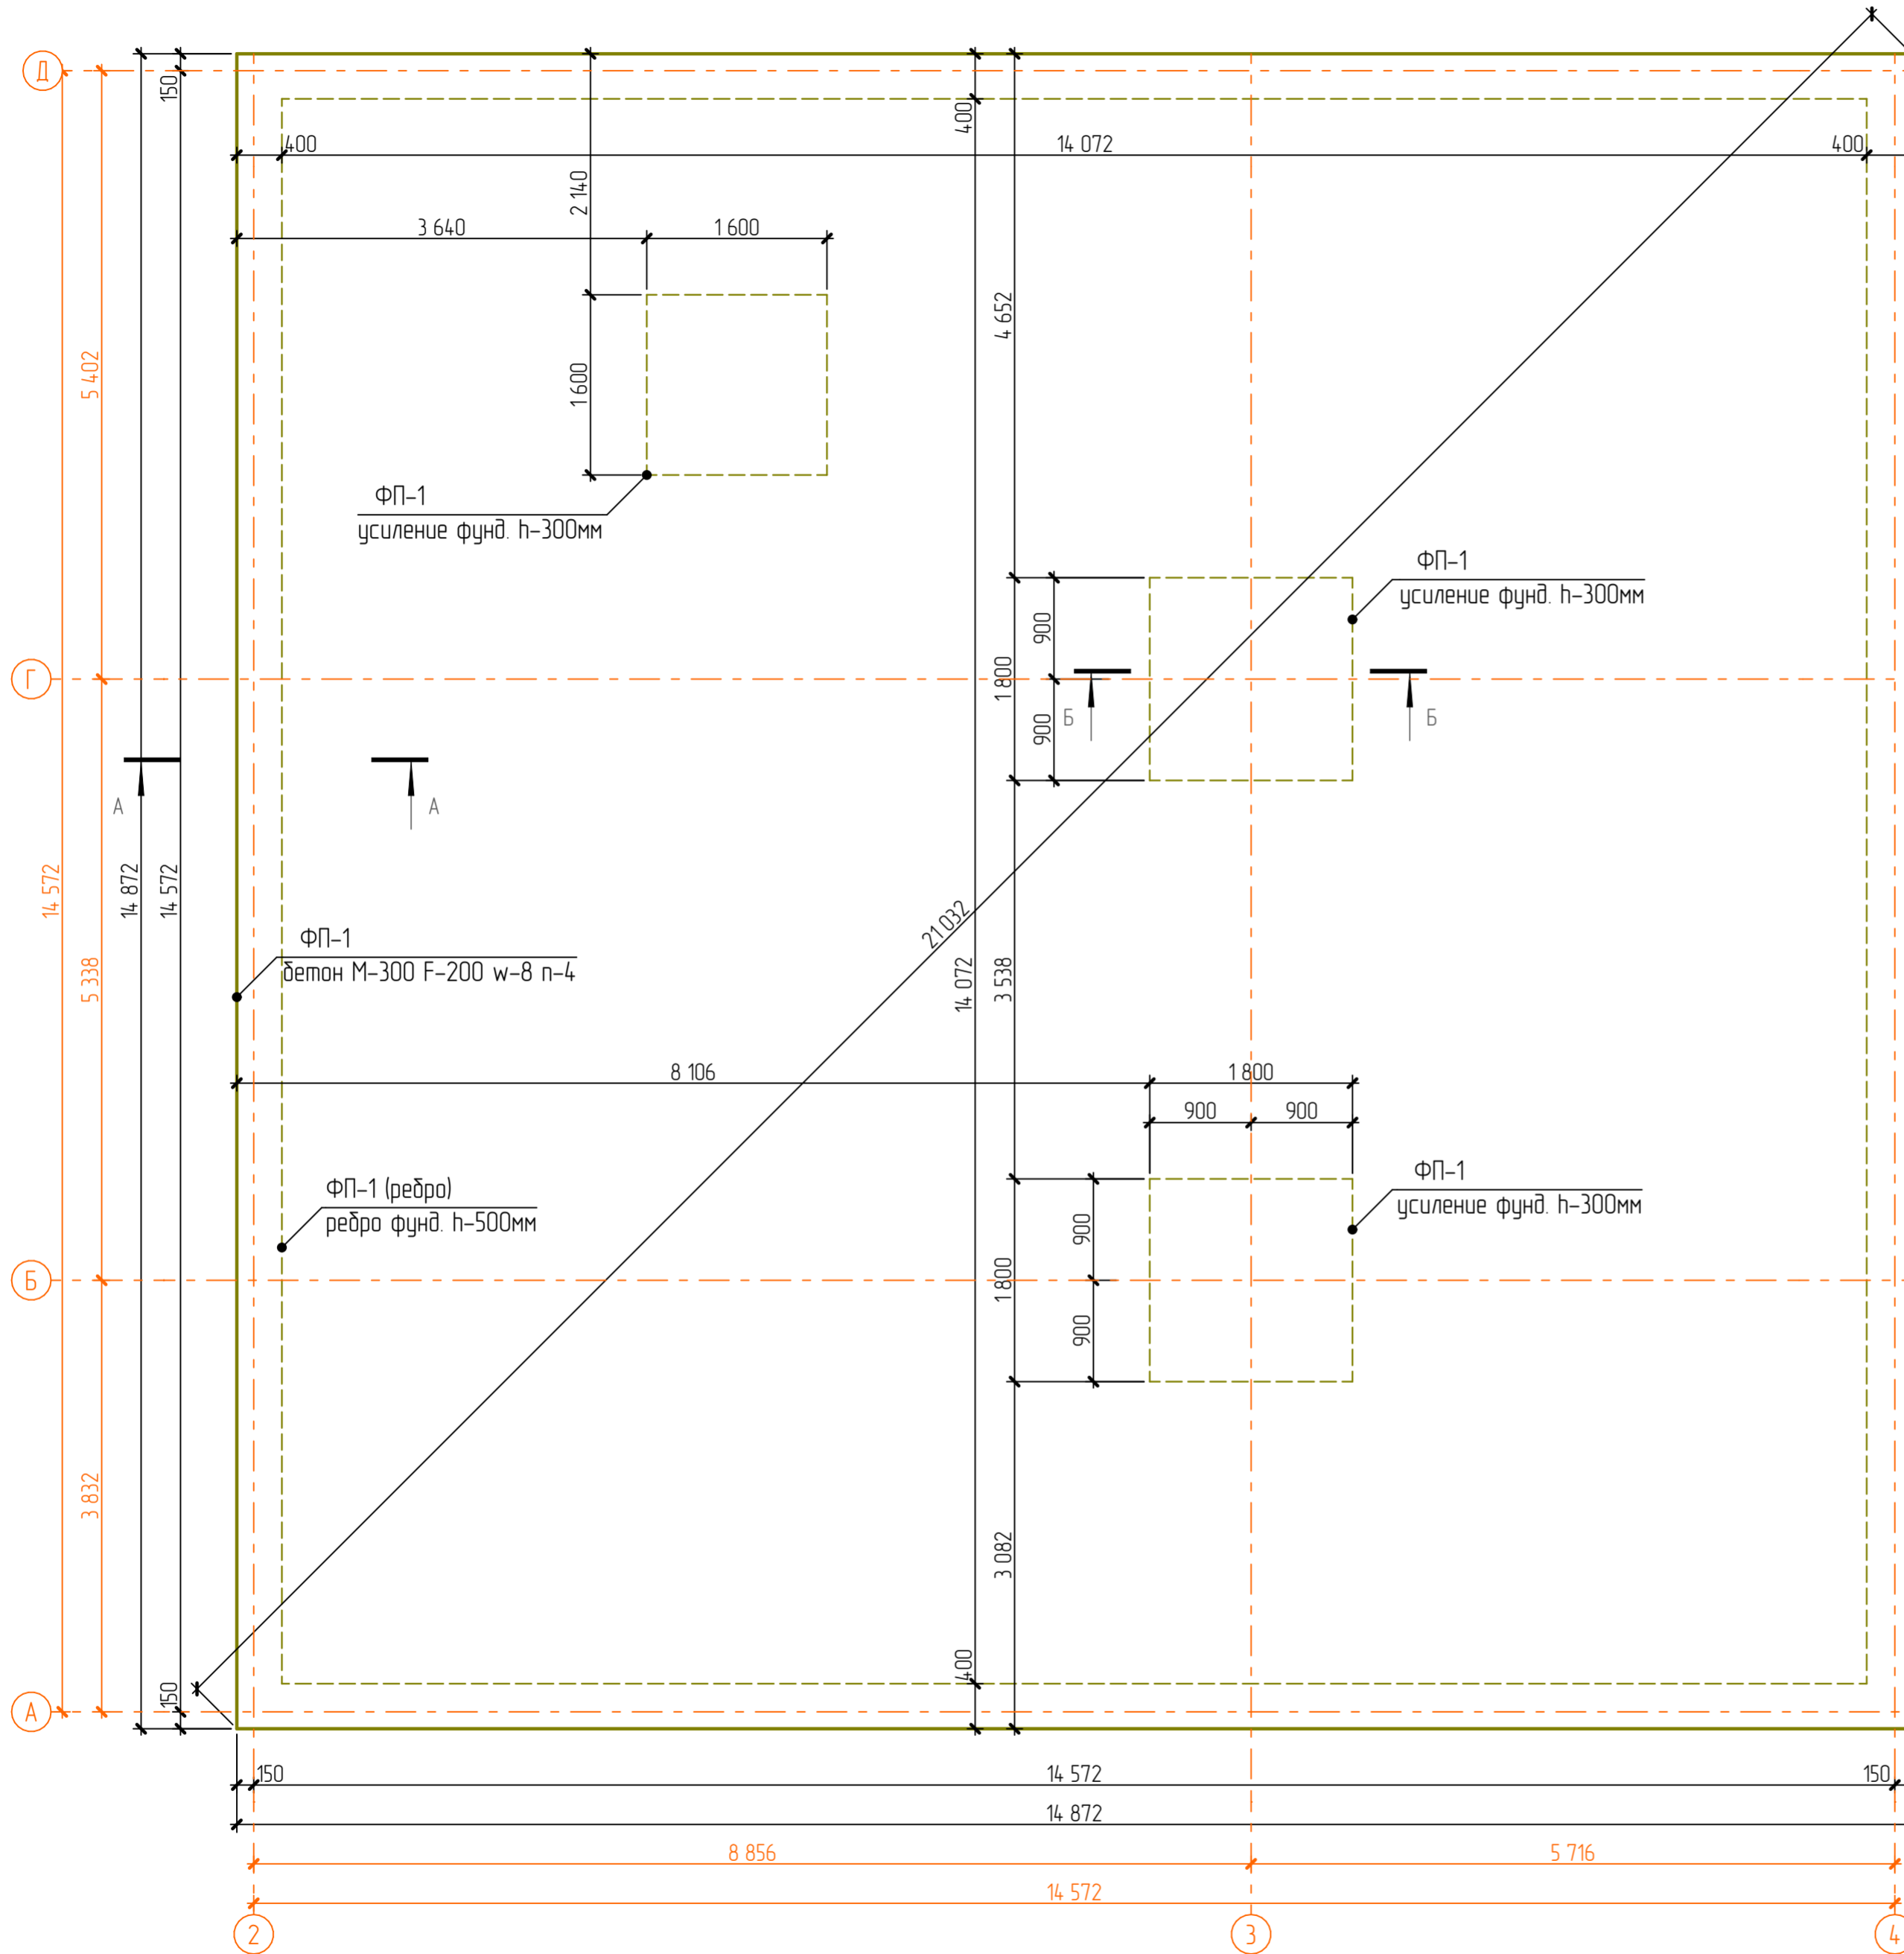 Д
150
400
400
14 072
400
2 140
3 640
1 600
4 652
5 402
1 600
ФП-1
усиление фунд. h-300мм
ФП-1
усиление фунд. h-300мм
900
1 800
900
Г
Б
Б
А
А
14 572
14 872
14 572
21 032
ФП-1
бетон М-300 F-200 w-8 п-4
5 338
14 072
3 538
8 106
1 800
900
900
ФП-1
усиление фунд. h-300мм
ФП-1 (ребро)
ребро фунд. h-500мм
900
1 800
900
Б
3 832
3 082
400
150
А
150
14 572
150
14 872
8 856
5 716
14 572
2
3
4